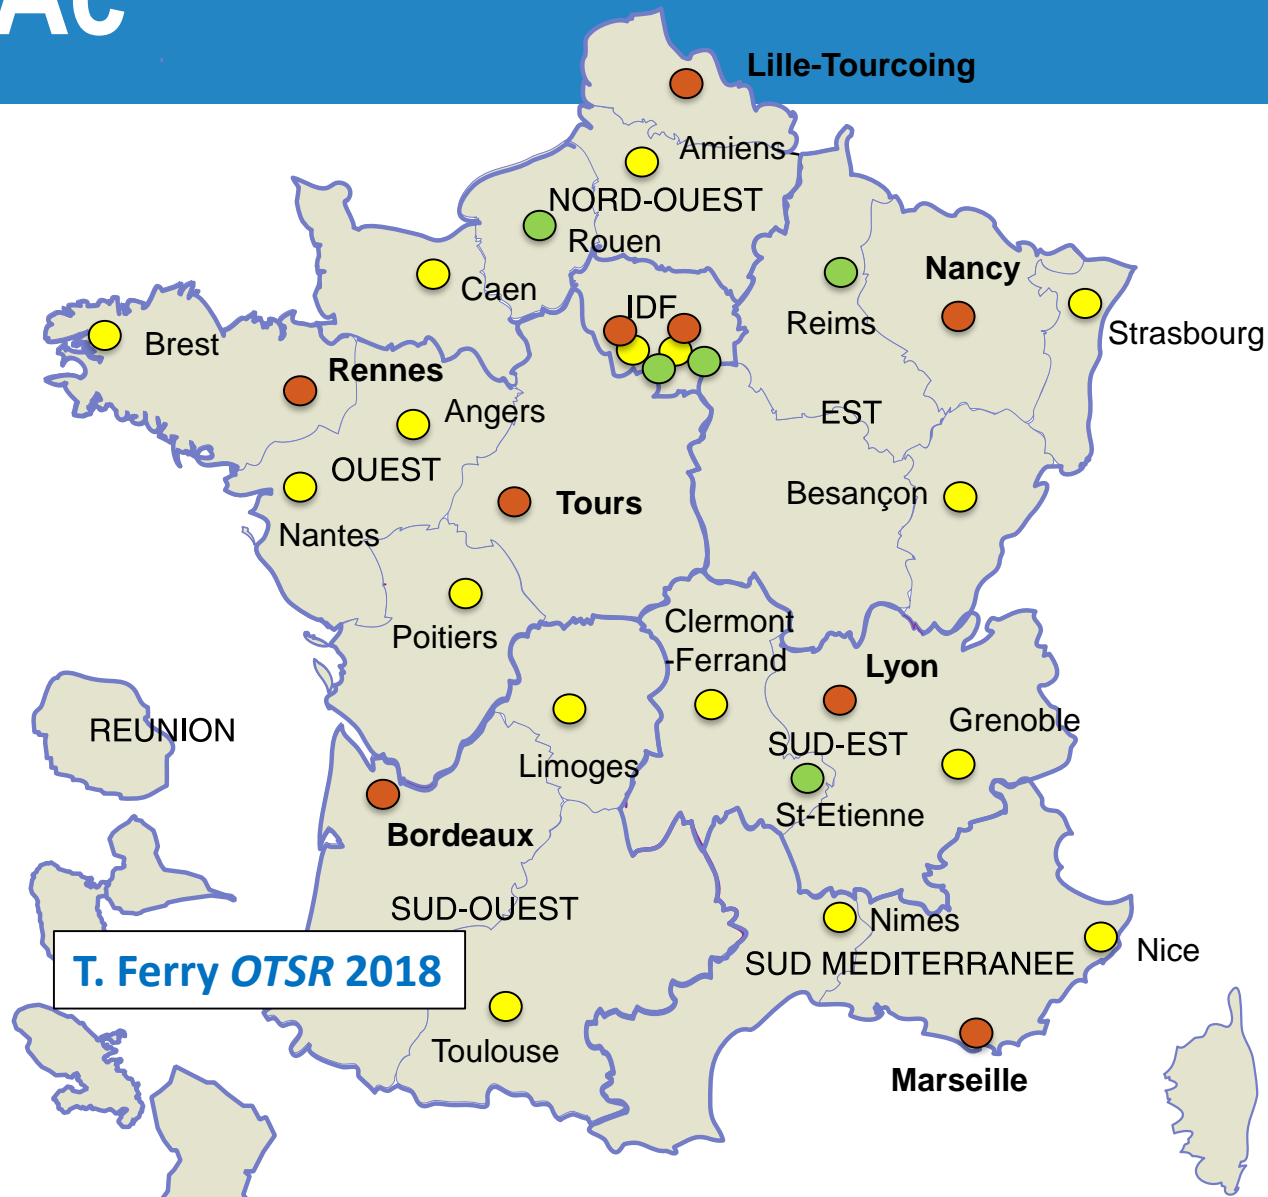 Ac
Lille-Tourcoing
Amiens
NORD-OUEST
Rouen
Nancy
Caen
IDF
Reims
Strasbourg
Brest
Rennes
Angers
EST
OUEST
Besançon
Tours
Nantes
Clermont
-Ferrand
Poitiers
Lyon
REUNION
Grenoble
SUD-EST
Limoges
St-Etienne
Bordeaux
SUD-OUEST
Nimes
Nice
SUD MEDITERRANEE
T. Ferry OTSR 2018
Toulouse
Marseille